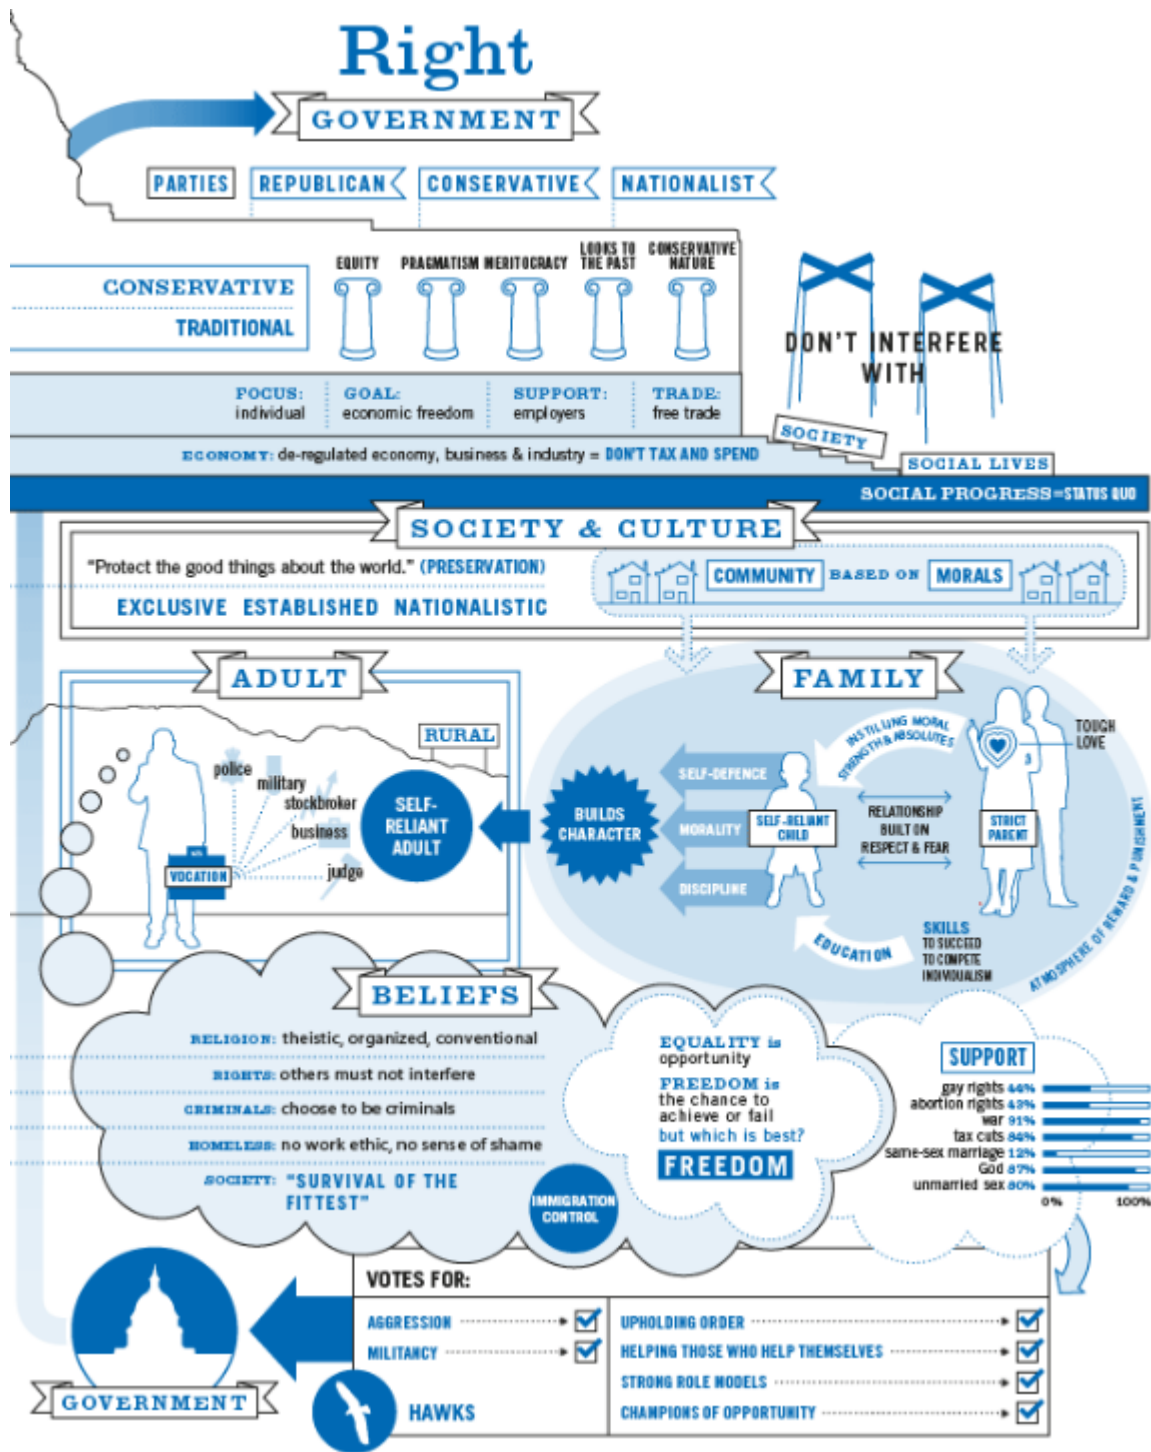 Right
GOVERNMENT
PARTIES
REPUBLICAN
CONSERVATIVE
NATIONALIST
CONSERVATIVE
TRADITIONAL
EQUITY
PRAGMATISM
MERITOCRACY
LOOKS TO
THE PAST
CONSERVATIVE
NATURE
DON'T INTERFERE
WITH
SOCIETY
SOCIAL LIVES
FOCUS:
individual
GOAL:
economic freedom
SUPPORT:
employers
TRADE:
free trade
ECONOMY: de-regulated economy, business & industry = DON'T TAX AND SPEND
SOCIAL PROGRESS=STATUS QUO
SOCIETY & CULTURE
"Protect the good things about the world." (PRESERVATION)
EXCLUSIVE ESTABLISHED NATIONALISTIC
COMMUNITY BASED ON MORALS
ADULT
RURAL
police
military
stockbroker
business
judge
VOCATION
SELF-
RELIANT
ADULT
FAMILY
BUILDS
CHARACTER
SELF-DEFENCE
MORALITY
DISCIPLINE
INSTILLING MORAL
STRENGTH & ABSOLUTES
SELF-RELIANT
CHILD
RELATIONSHIP
BUILT ON
RESPECT & FEAR
STRICT
PARENT
TOUGH
LOVE
EDUCATION
SKILLS
TO SUCCEED
TO COMPETE
INDIVIDUALISM
ATMOSPHERE OF REWARD & PUNISHMENT
BELIEFS
RELIGION: theistic, organized, conventional
RIGHTS: others must not interfere
CRIMINALS: choose to be criminals
HOMELESS: no work ethic, no sense of shame
SOCIETY: "SURVIVAL OF THE
FITTEST"
IMMIGRATION
CONTROL
EQUALITY is
opportunity
FREEDOM is
the chance to
achieve or fail
but which is best?
FREEDOM
SUPPORT
gay rights 44%
abortion rights 43%
war 91%
tax cuts 84%
same-sex marriage 12%
God 87%
unmarried sex 80%
0% 100%
VOTES FOR:
AGGRESSION
MILITANCY
HAWKS
UPHOLDING ORDER
HELPING THOSE WHO HELP THEMSELVES
STRONG ROLE MODELS
CHAMPIONS OF OPPORTUNITY
GOVERNMENT